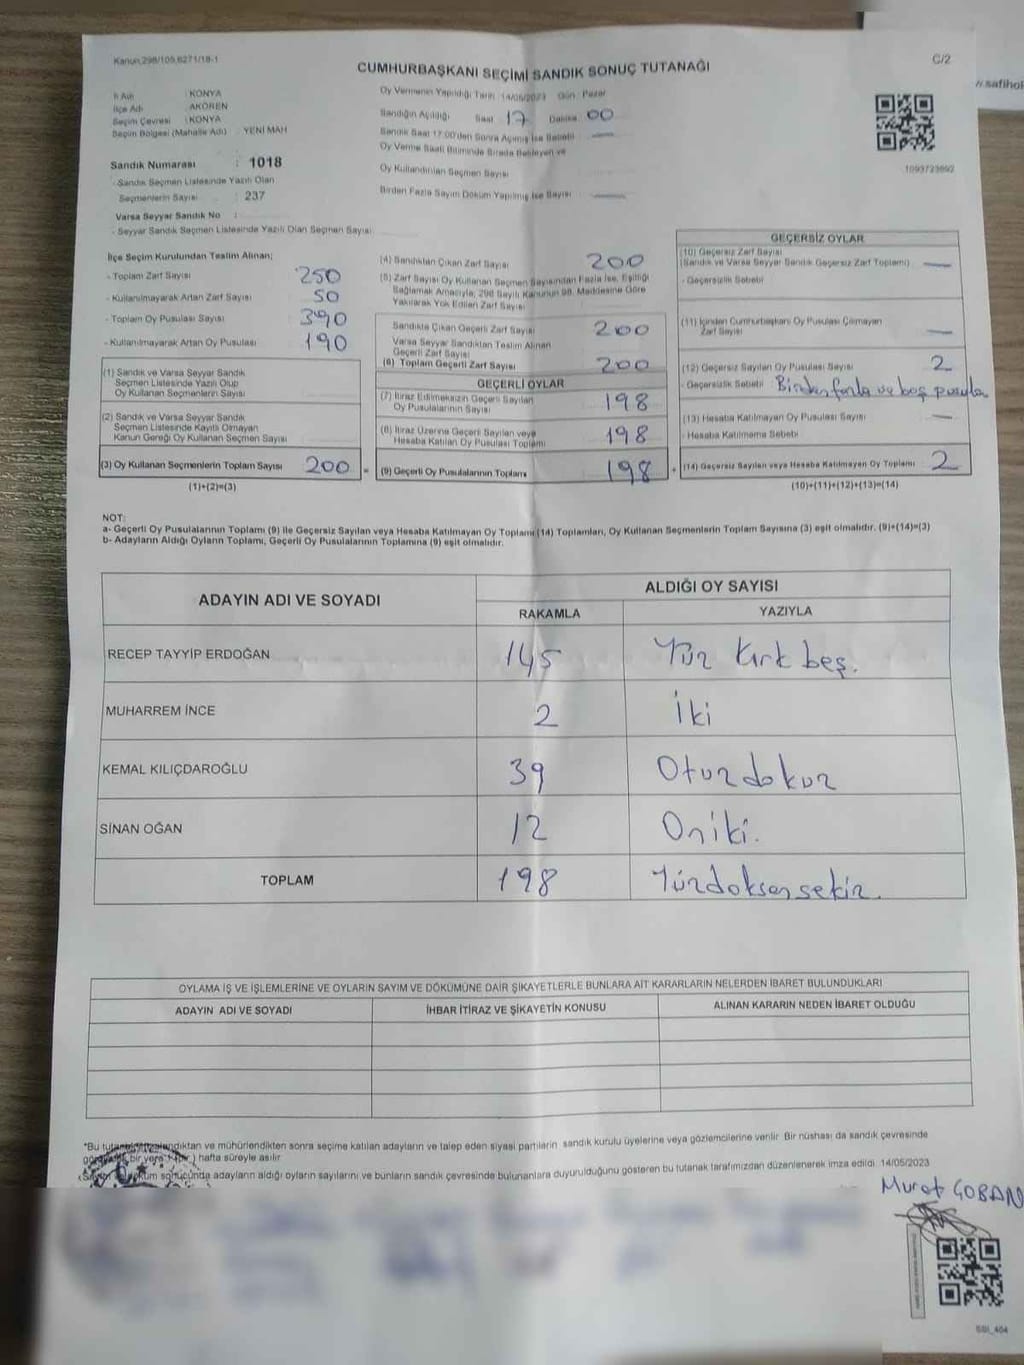 Kanun,298/105,6271/18-1
CUMHURBAŞKANI SEÇİMİ SANDIK SONUÇ TUTANAĞI
C/2
İl Adı : KONYA
İlçe Adı : AKÖREN
Seçim Çevresi : KONYA
Seçim Bölgesi (Mahalle Adı) : YENİ MAH
Sandık Numarası : 1018
- Sandık Seçmen Listesinde Yazılı Olan
Seçmenlerin Sayısı : 237
Varsa Seyyar Sandık No :
- Seyyar Sandık Seçmen Listesinde Yazılı Olan Seçmen Sayısı:
Oy Vermenin Yapıldığı Tarih 14/05/2023 Gün Pazar
Sandığın Açıldığı Saat 17 Dakika 00
Sandık Saat 17:00'den Sonra Açılmış İse Sebebi
Oy Verme Saati Bitiminde Sırada Bekleyen ve
Oy Kullandırılan Seçmen Sayısı
Birden Fazla Sayım Döküm Yapılmış İse Sayısı
1093723692
safihol
İlçe Seçim Kurulundan Teslim Alınan;
- Toplam Zarf Sayısı 250
- Kullanılmayarak Artan Zarf Sayısı 50
- Toplam Oy Pusulası Sayısı 390
- Kullanılmayarak Artan Oy Pusulası 190
(1) Sandık ve Varsa Seyyar Sandık
Seçmen Listesinde Yazılı Olup
Oy Kullanan Seçmenlerin Sayısı
(2) Sandık ve Varsa Seyyar Sandık
Seçmen Listesinde Kayıtlı Olmayan
Kanun Gereği Oy Kullanan Seçmen Sayısı
(3) Oy Kullanan Seçmenlerin Toplam Sayısı 200 =
(1)+(2)=(3)
(4) Sandıktan Çıkan Zarf Sayısı 200
(5) Zarf Sayısı Oy Kullanan Seçmen Sayısından Fazla İse, Eşitliği
Sağlamak Amacıyla, 298 Sayılı Kanunun 98. Maddesine Göre
Yakılarak Yok Edilen Zarf Sayısı
Sandıkta Çıkan Geçerli Zarf Sayısı 200
Varsa Seyyar Sandıktan Teslim Alınan
Geçerli Zarf Sayısı
(6) Toplam Geçerli Zarf Sayısı 200
GEÇERLİ OYLAR
(7) İtiraz Edilmeksizin Geçerli Sayılan
Oy Pusulalarının Sayısı 198
(8) İtiraz Üzerine Geçerli Sayılan veya
Hesaba Katılan Oy Pusulası Toplamı 198
(9) Geçerli Oy Pusulalarının Toplamı 198 +
GEÇERSİZ OYLAR
(10) Geçersiz Zarf Sayısı
(Sandık ve Varsa Seyyar Sandık Geçersiz Zarf Toplamı)
- Geçersizlik Sebebi
(11) İçinden Cumhurbaşkanı Oy Pusulası Çıkmayan
Zarf Sayısı
(12) Geçersiz Sayılan Oy Pusulası Sayısı 2
- Geçersizlik Sebebi Birden fazla ve boş pusula
(13) Hesaba Katılmayan Oy Pusulası Sayısı
- Hesaba Katılmama Sebebi
(14) Geçersiz Sayılan veya Hesaba Katılmayan Oy Toplamı 2
(10)+(11)+(12)+(13)=(14)
NOT:
a- Geçerli Oy Pusulalarının Toplamı (9) ile Geçersiz Sayılan veya Hesaba Katılmayan Oy Toplamı (14) Toplamları, Oy Kullanan Seçmenlerin Toplam Sayısına (3) eşit olmalıdır. (9)+(14)=(3)
b- Adayların Aldığı Oyların Toplamı, Geçerli Oy Pusulalarının Toplamına (9) eşit olmalıdır.
ADAYIN ADI VE SOYADI
ALDIĞI OY SAYISI
RAKAMLA YAZIYLA
RECEP TAYYİP ERDOĞAN 145 Yüz kırk beş.
MUHARREM İNCE 2 İki
KEMAL KILIÇDAROĞLU 39 Otuzdokuz
SİNAN OĞAN 12 Oniki.
TOPLAM 198 Yüzdoksansekiz.
OYLAMA İŞ VE İŞLEMLERİNE VE OYLARIN SAYIM VE DÖKÜMÜNE DAİR ŞİKAYETLERLE BUNLARA AİT KARARLARIN NELERDEN İBARET BULUNDUKLARI
ADAYIN ADI VE SOYADI İHBAR İTİRAZ VE ŞİKAYETİN KONUSU ALINAN KARARIN NEDEN İBARET OLDUĞU
*Bu ve mühürlendikten sonra seçime katılan adayların ve talep eden siyasi partilerin sandık kurulu üyelerine veya gözlemcilerine verilir. Bir nüshası da sandık çevresinde
bir yere 1 (bir) hafta süreyle asılır.
sonucunda adayların aldığı oyların sayılarını ve bunların sandık çevresinde bulunanlara duyurulduğunu gösteren bu tutanak tarafımızdan düzenlenerek imza edildi. 14/05/2023
Murat ÇOBAN
SSI_404